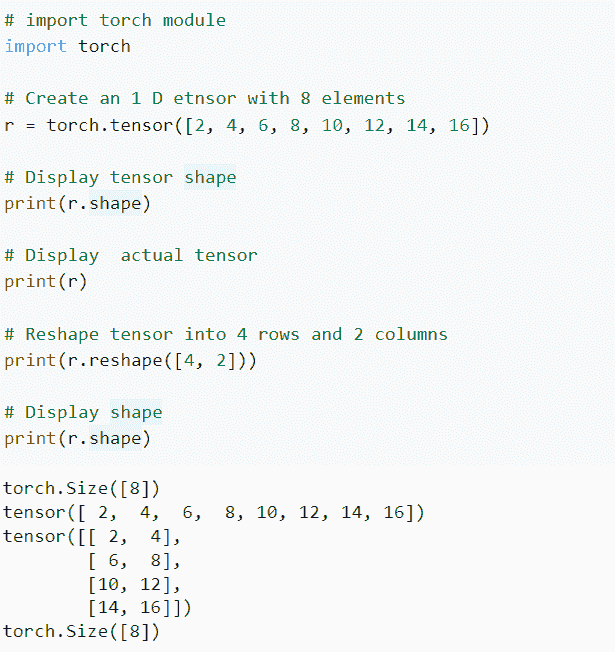 # import torch module
import torch
# Create an 1 D etnsor with 8 elements
r = torch.tensor([2, 4, 6, 8, 10, 12, 14, 16])
# Display tensor shape
print(r.shape)
# Display  actual tensor
print(r)
# Reshape tensor into 4 rows and 2 columns
print(r.reshape([4, 2]))
# Display shape
print(r.shape)
torch.Size([8])
tensor([ 2,  4,  6,  8, 10, 12, 14, 16])
tensor([[ 2,  4],
        [ 6,  8],
        [10, 12],
        [14, 16]])
torch.Size([8])